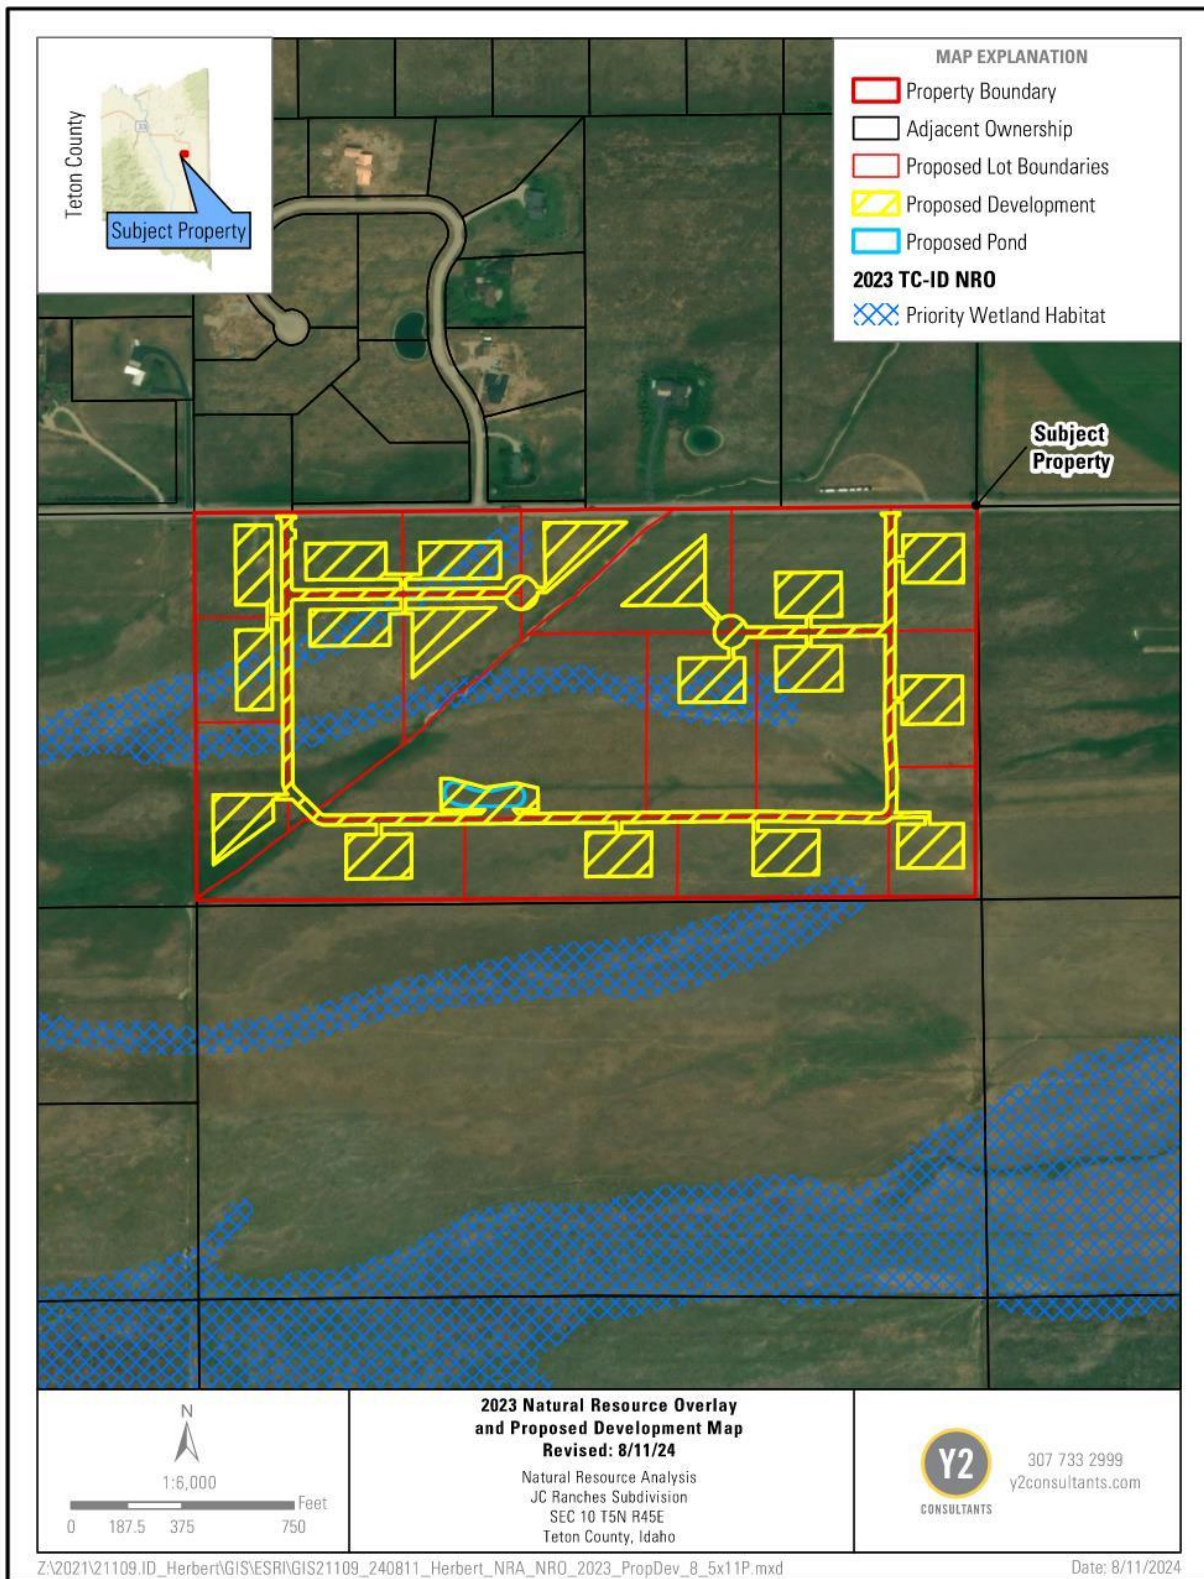 Teton County
Subject Property
MAP EXPLANATION
Property Boundary
Adjacent Ownership
Proposed Lot Boundaries
Proposed Development
Proposed Pond
2023 TC-ID NRO
Priority Wetland Habitat
Subject
Property
N
1:6,000
Feet
0 187.5 375 750
2023 Natural Resource Overlay
and Proposed Development Map
Revised: 8/11/24
Natural Resource Analysis
JC Ranches Subdivision
SEC 10 T5N R45E
Teton County, Idaho
Y2
CONSULTANTS
307 733 2999
y2consultants.com
Z:\2021\21109.ID_Herbert\GIS\ESRI\GIS21109_240811_Herbert_NRA_NRO_2023_PropDev_8_5x11P.mxd
Date: 8/11/2024